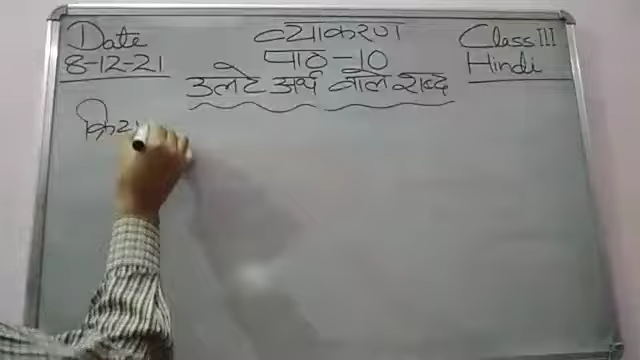 Date
8-12-21
व्याकरण
पाठ-10
उलटे अर्थ वाले शब्द
Class III
Hindi